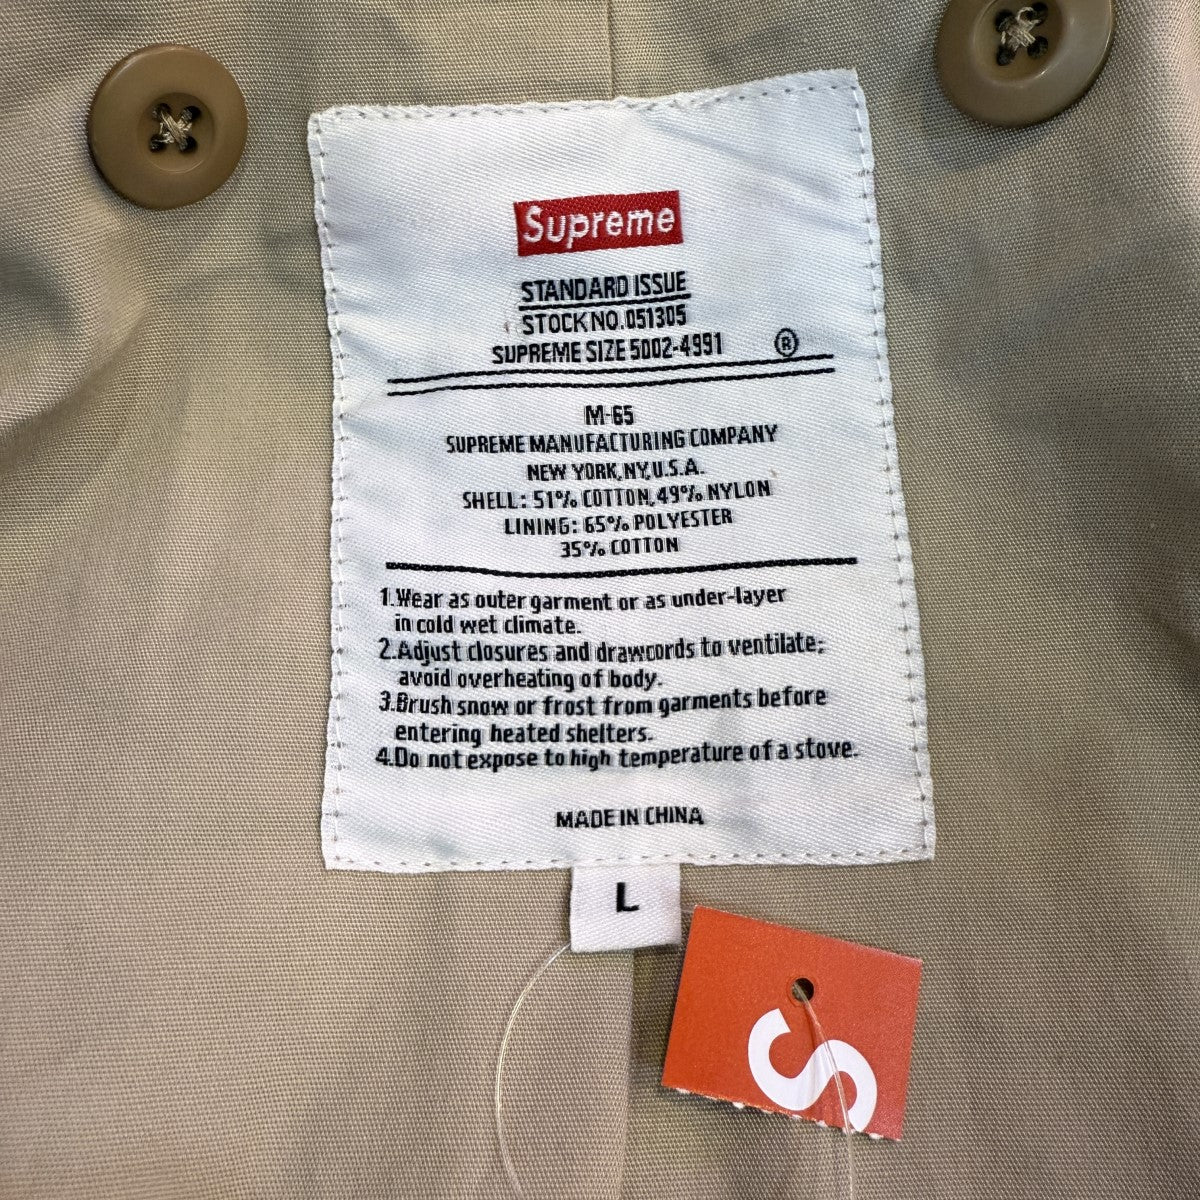 Supreme
STANDARD ISSUE
STOCK NO.051305
SUPREME SIZE 5002-4991 ®
M-65
SUPREME MANUFACTURING COMPANY
NEW YORK,NY,U.S.A.
SHELL: 51% COTTON, 49% NYLON
LINING: 65% POLYESTER
35% COTTON
1.Wear as outer garment or as under-layer
in cold wet climate.
2.Adjust closures and drawcords to ventilate;
avoid overheating of body.
3.Brush snow or frost from garments before
entering heated shelters.
4.Do not expose to high temperature of a stove.
MADE IN CHINA
L
S